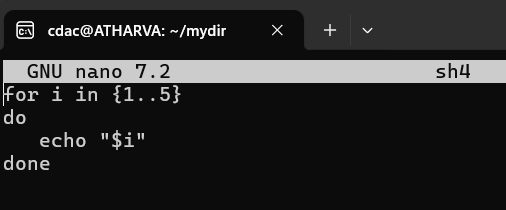 cdac@ATHARVA: ~/mydir
GNU nano 7.2 sh4
for i in {1..5}
do
   echo "$i"
done